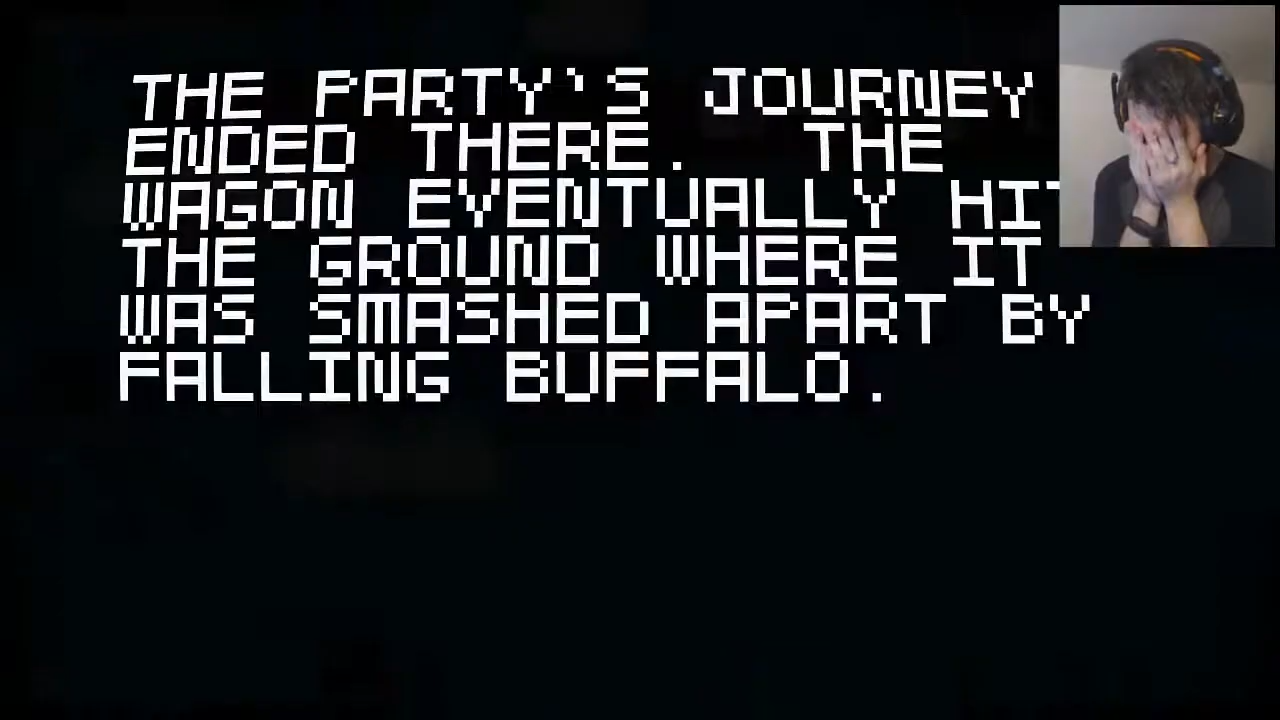 THE PARTY'S JOURNEY
ENDED THERE. THE
WAGON EVENTUALLY HIT
THE GROUND WHERE IT
WAS SMASHED APART BY
FALLING BUFFALO.